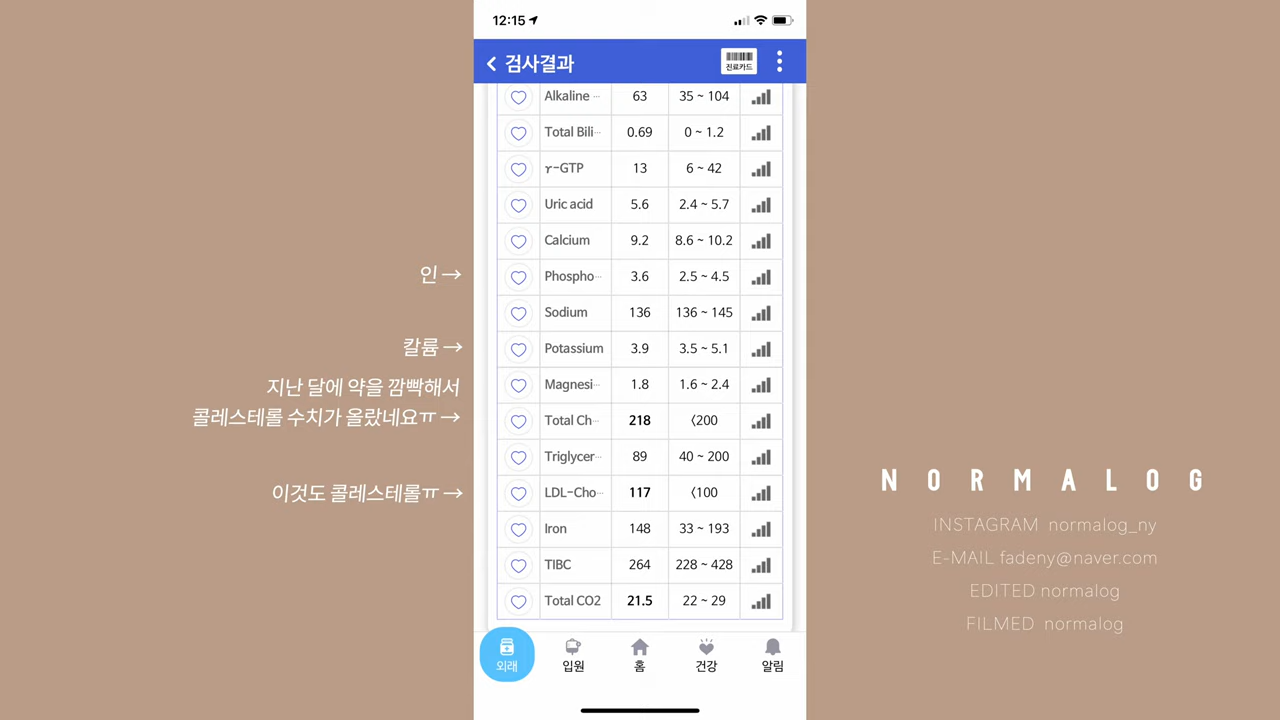 12:15
검사결과
진료카드
Alkaline ··· 63 35 ~ 104
Total Bili··· 0.69 0 ~ 1.2
r-GTP 13 6 ~ 42
Uric acid 5.6 2.4 ~ 5.7
Calcium 9.2 8.6 ~ 10.2
인 → Phospho··· 3.6 2.5 ~ 4.5
Sodium 136 136 ~ 145
칼륨 → Potassium 3.9 3.5 ~ 5.1
지난 달에 약을 깜빡해서
Magnesi··· 1.8 1.6 ~ 2.4
콜레스테롤 수치가 올랐네요ㅠ →
Total Ch··· 218 〈200
Triglycer··· 89 40 ~ 200
이것도 콜레스테롤ㅠ →
LDL-Cho··· 117 〈100
Iron 148 33 ~ 193
TIBC 264 228 ~ 428
Total CO2 21.5 22 ~ 29
외래 입원 홈 건강 알림
NORMALOG
INSTAGRAM normalog_ny
E-MAIL fadeny@naver.com
EDITED normalog
FILMED normalog